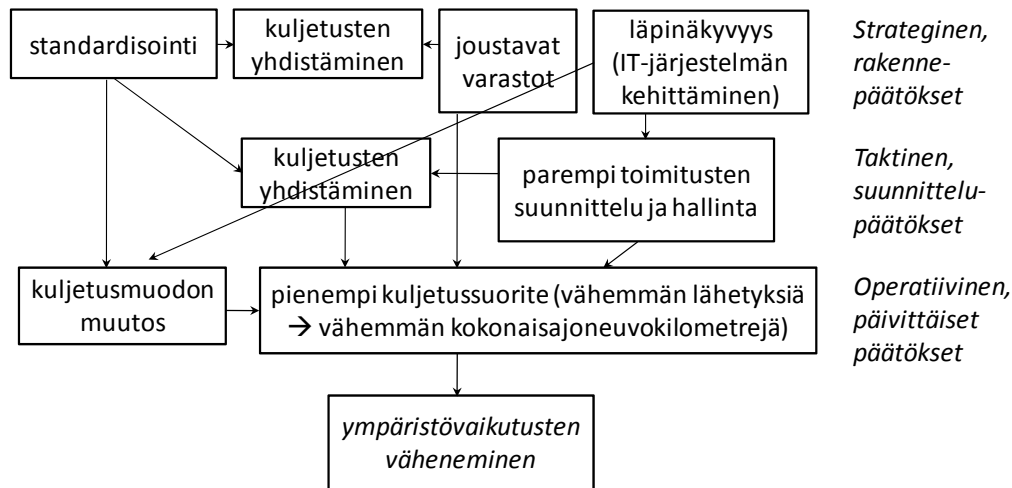 standardisointi
kuljetusten
yhdistäminen
joustavat
varastot
läpinäkyvyys
(IT-järjestelmän
kehittäminen)
Strateginen,
rakenne-
päätökset
kuljetusten
yhdistäminen
parempi toimitusten
suunnittelu ja hallinta
Taktinen,
suunnittelu-
päätökset
kuljetusmuodon
muutos
pienempi kuljetussuorite (vähemmän lähetyksiä
→ vähemmän kokonaisajoneuvokilometrejä)
Operatiivinen,
päivittäiset
päätökset
ympäristövaikutusten
väheneminen